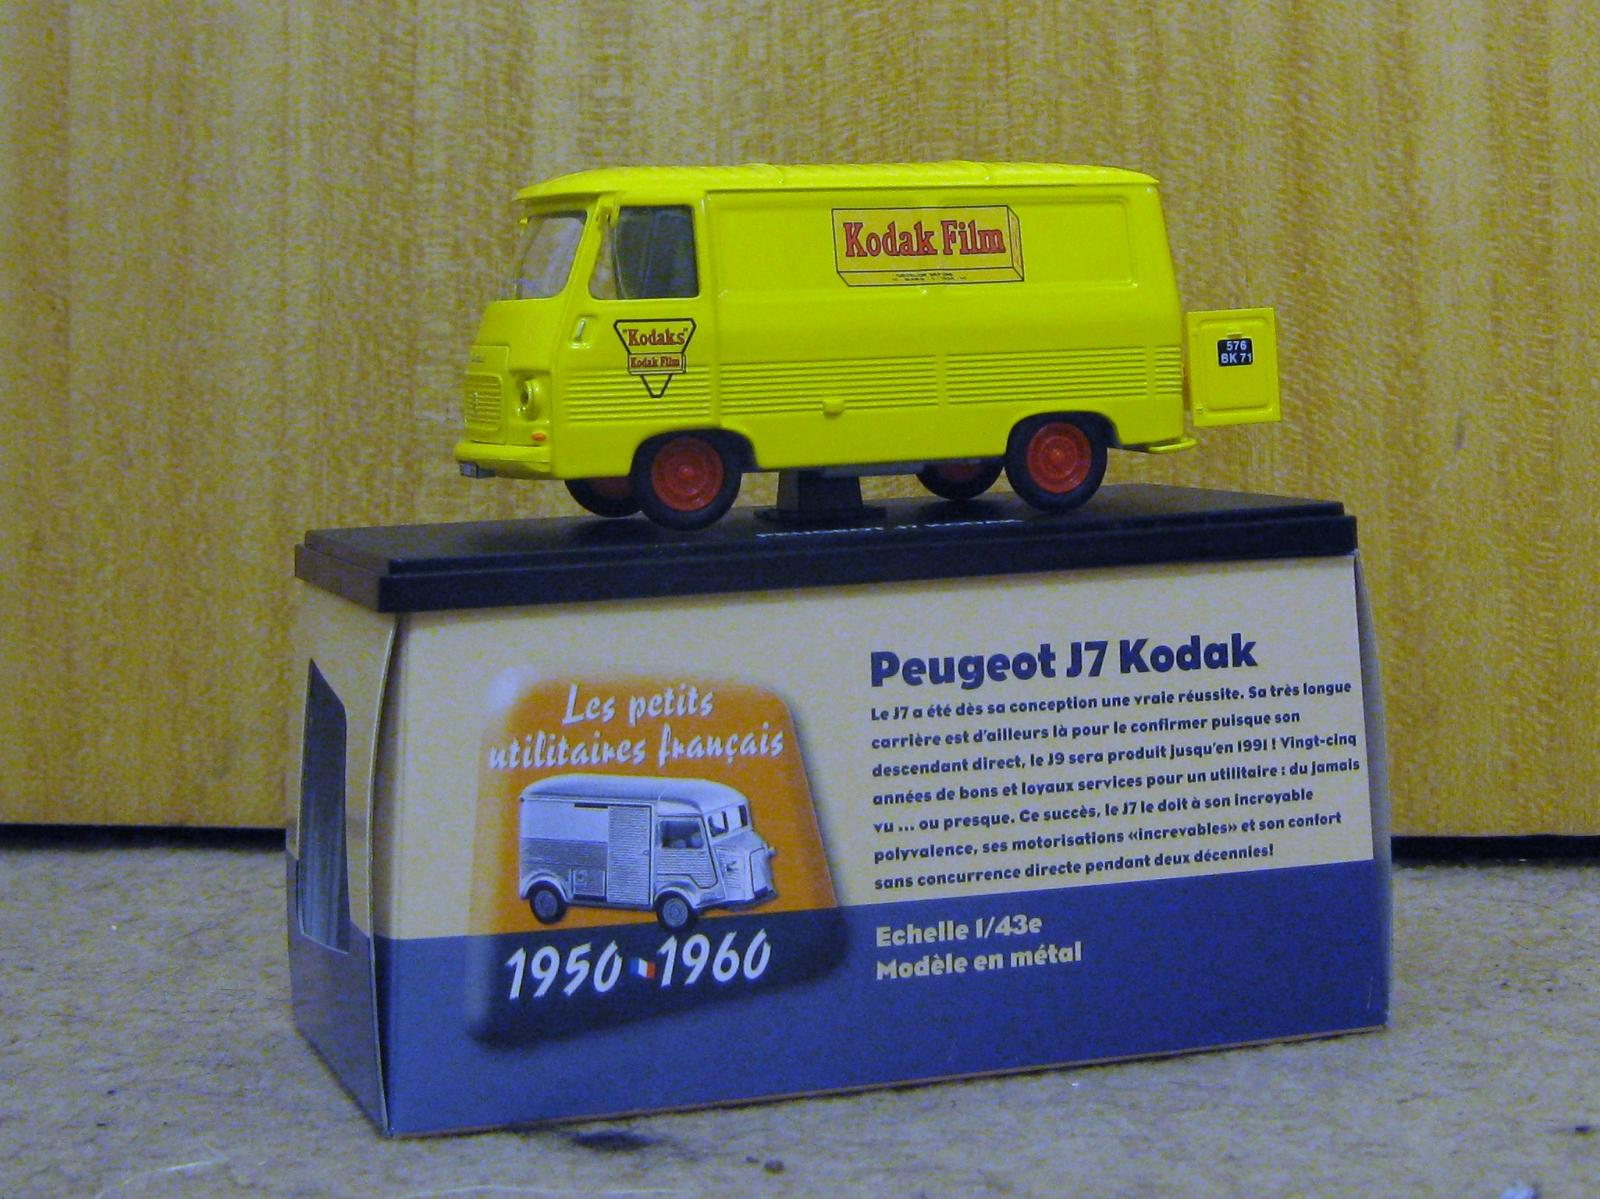 Kodak Film
"Kodaks"
Kodak Film
576
BK 71
PEUGEOT J7 KODAK
Les petits
utilitaires français
1950 1960
Peugeot J7 Kodak
Le J7 a été dès sa conception une vraie réussite. Sa très longue
carrière est d'ailleurs là pour le confirmer puisque son
descendant direct, le J9 sera produit jusqu'en 1991 ! Vingt-cinq
années de bons et loyaux services pour un utilitaire : du jamais
vu ... ou presque. Ce succès, le J7 le doit à son incroyable
polyvalence, ses motorisations «increvables» et son confort
sans concurrence directe pendant deux décennies!
Echelle 1/43e
Modèle en métal